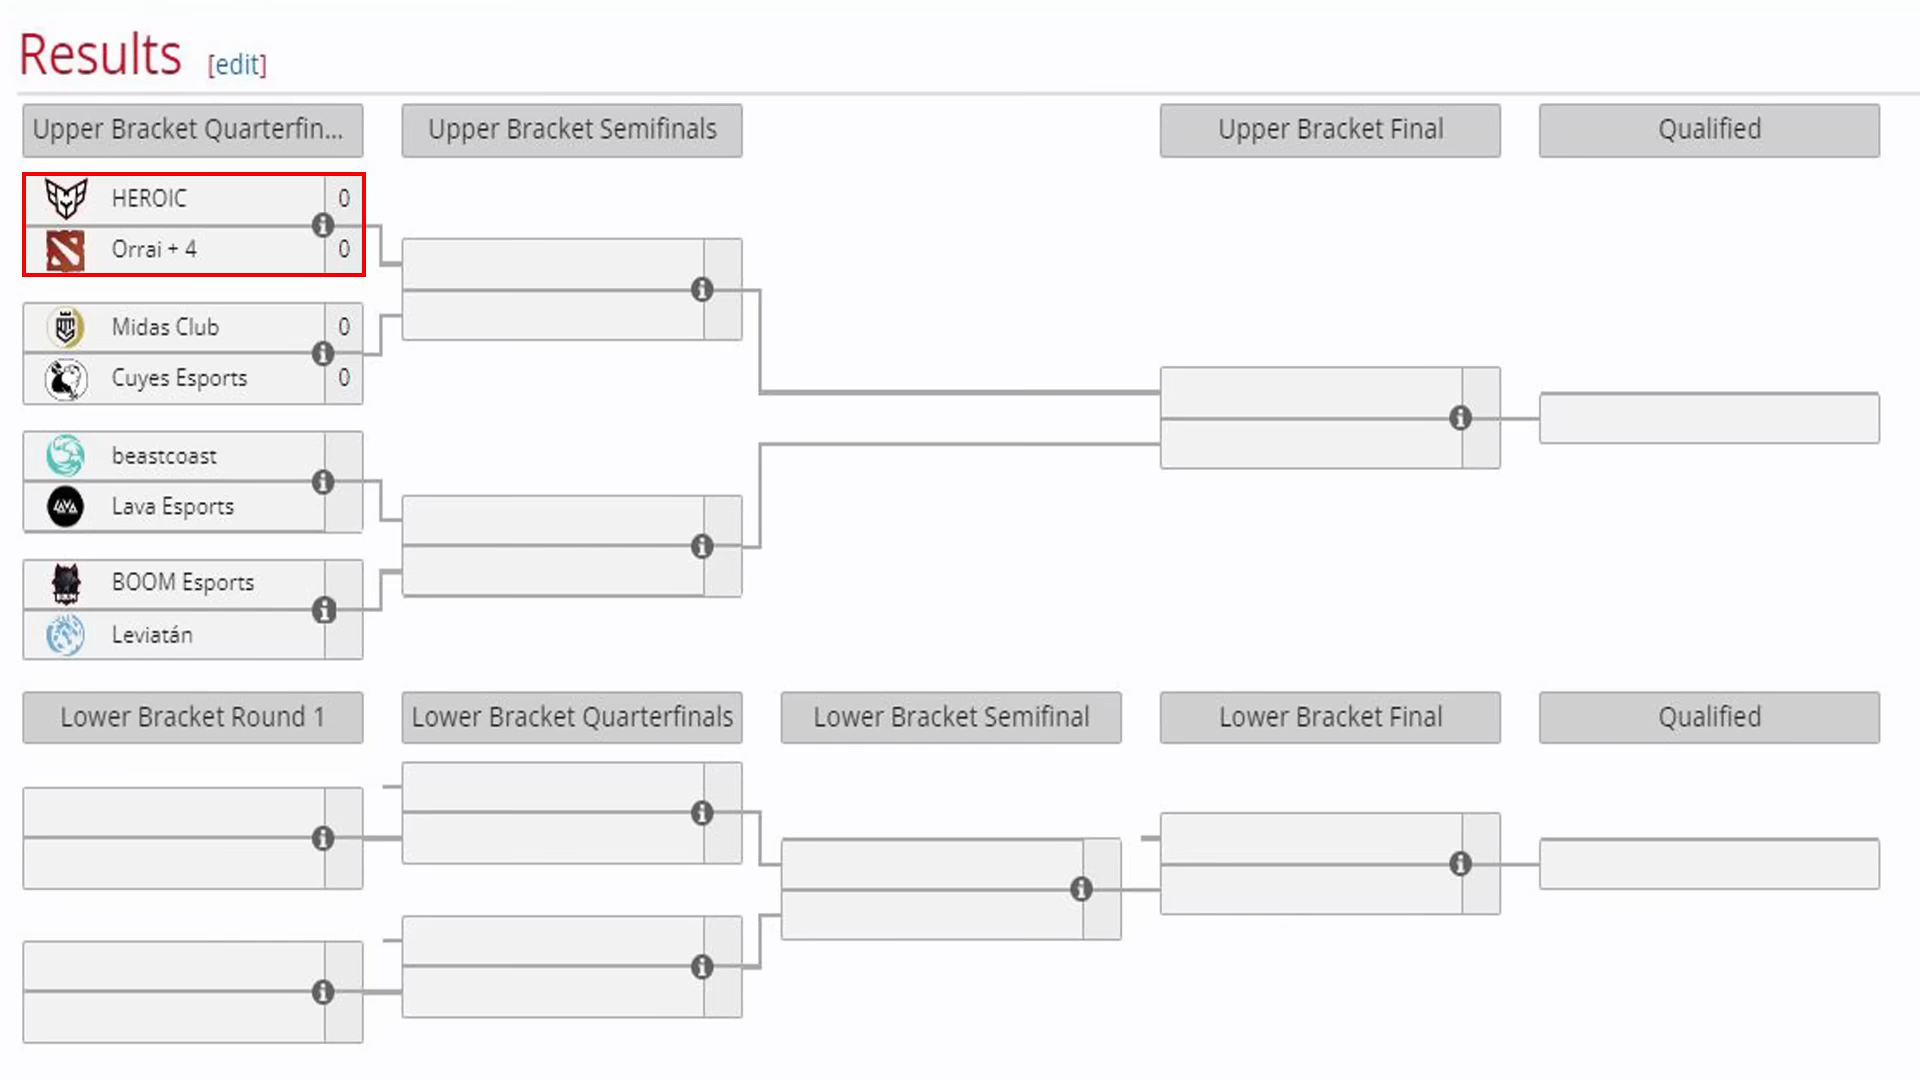 Results [edit]
Upper Bracket Quarterfin...
Upper Bracket Semifinals
Upper Bracket Final
Qualified
HEROIC 0
Orrai + 4 0
Midas Club 0
Cuyes Esports 0
beastcoast
Lava Esports
BOOM Esports
Leviatán
Lower Bracket Round 1
Lower Bracket Quarterfinals
Lower Bracket Semifinal
Lower Bracket Final
Qualified